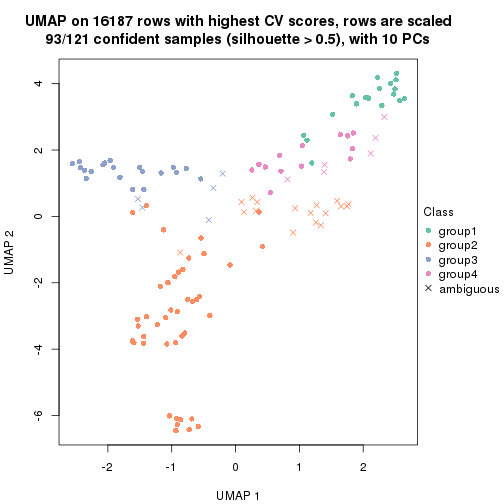 UMAP on 16187 rows with highest CV scores, rows are scaled
93/121 confident samples (silhouette > 0.5), with 10 PCs
4
2
0
-2
-4
-6
UMAP 2
-2
-1
0
1
2
UMAP 1
Class
group1
group2
group3
group4
ambiguous